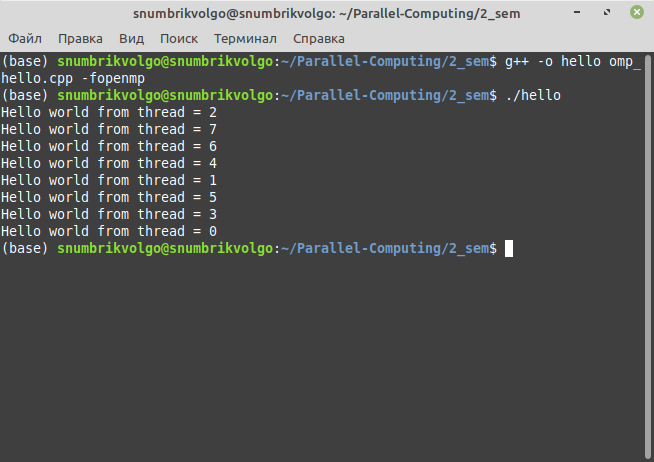 snumbrikvolgo@snumbrikvolgo: ~/Parallel-Computing/2_sem
Файл Правка Вид Поиск Терминал Справка
(base) snumbrikvolgo@snumbrikvolgo:~/Parallel-Computing/2_sem$ g++ -o hello omp_
hello.cpp -fopenmp
(base) snumbrikvolgo@snumbrikvolgo:~/Parallel-Computing/2_sem$ ./hello
Hello world from thread = 2
Hello world from thread = 7
Hello world from thread = 6
Hello world from thread = 4
Hello world from thread = 1
Hello world from thread = 5
Hello world from thread = 3
Hello world from thread = 0
(base) snumbrikvolgo@snumbrikvolgo:~/Parallel-Computing/2_sem$